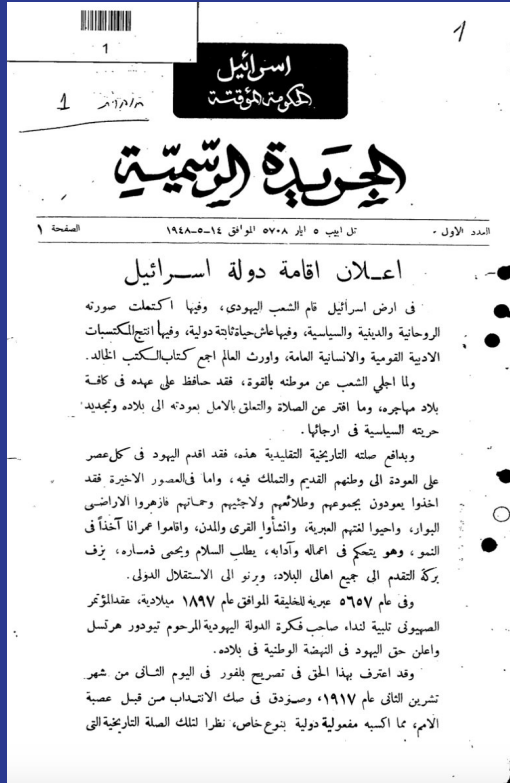 1
1
اسرائيل
الحكومة المؤقتة
1
الجريدة الرسمية
العدد الاول - تل ابيب ٥ ايار ٥٧٠٨ الموافق ١٤-٥-١٩٤٨ الصفحة ١
اعـلان اقامة دولة اسـرائيل
فى ارض اسرائيل قام الشعب اليهودى، وفيها اكتملت صورته
الروحانية والدينية والسياسية، وفيها عاش حياة ثابتة دولية، وفيها انتج المكتسبات
الادبية القومية والانسانية العامة، واورث العالم اجمع كتاب الكتب الخالد.
ولما اجلي الشعب عن موطنه بالقوة، فقد حافظ على عهده فى كافة
بلاد مهاجره، وما افتر عن الصلاة والتعلق بالامل بعودته الى بلاده وتجديد
حريته السياسية فى ارجائها.
وبدافع صلته التاريخية التقليدية هذه، فقد اقدم اليهود فى كل عصر
على العودة الى وطنهم القديم والتملك فيه، واما فى العصور الاخيرة فقد
اخذوا يعودون بجموعهم وطلائعهم ولاجئيهم وحماتهم فازهروا الاراضى
البوار، واحيوا لغتهم العبرية، وانشأوا القرى والمدن، واقاموا عمرانا آخذاً فى
النمو، وهو يتحكم فى اعماله وآدابه، يطلب السلام ويحمى ذماره، يزف
بركة التقدم الى جميع اهالى البلاد، ويرنو الى الاستقلال الدولى.
وفى عام ٥٦٥٧ عبرية للخليقة الموافق عام ١٨٩٧ ميلادية، عقد المؤتمر
الصهيونى تلبية لنداء صاحب فكرة الدولة اليهودية المرحوم تيودور هرتسل
واعلن حق اليهود فى النهضة الوطنية فى بلاده.
وقد اعترف بهذا الحق فى تصريح بلفور فى اليوم الثانى من شهر
تشرين الثانى عام ١٩١٧، وصودق فى صك الانتداب من قبل عصبة
الامم، مما اكسبه مفعولية دولية بنوع خاص، نظرا لتلك الصلة التاريخية التى